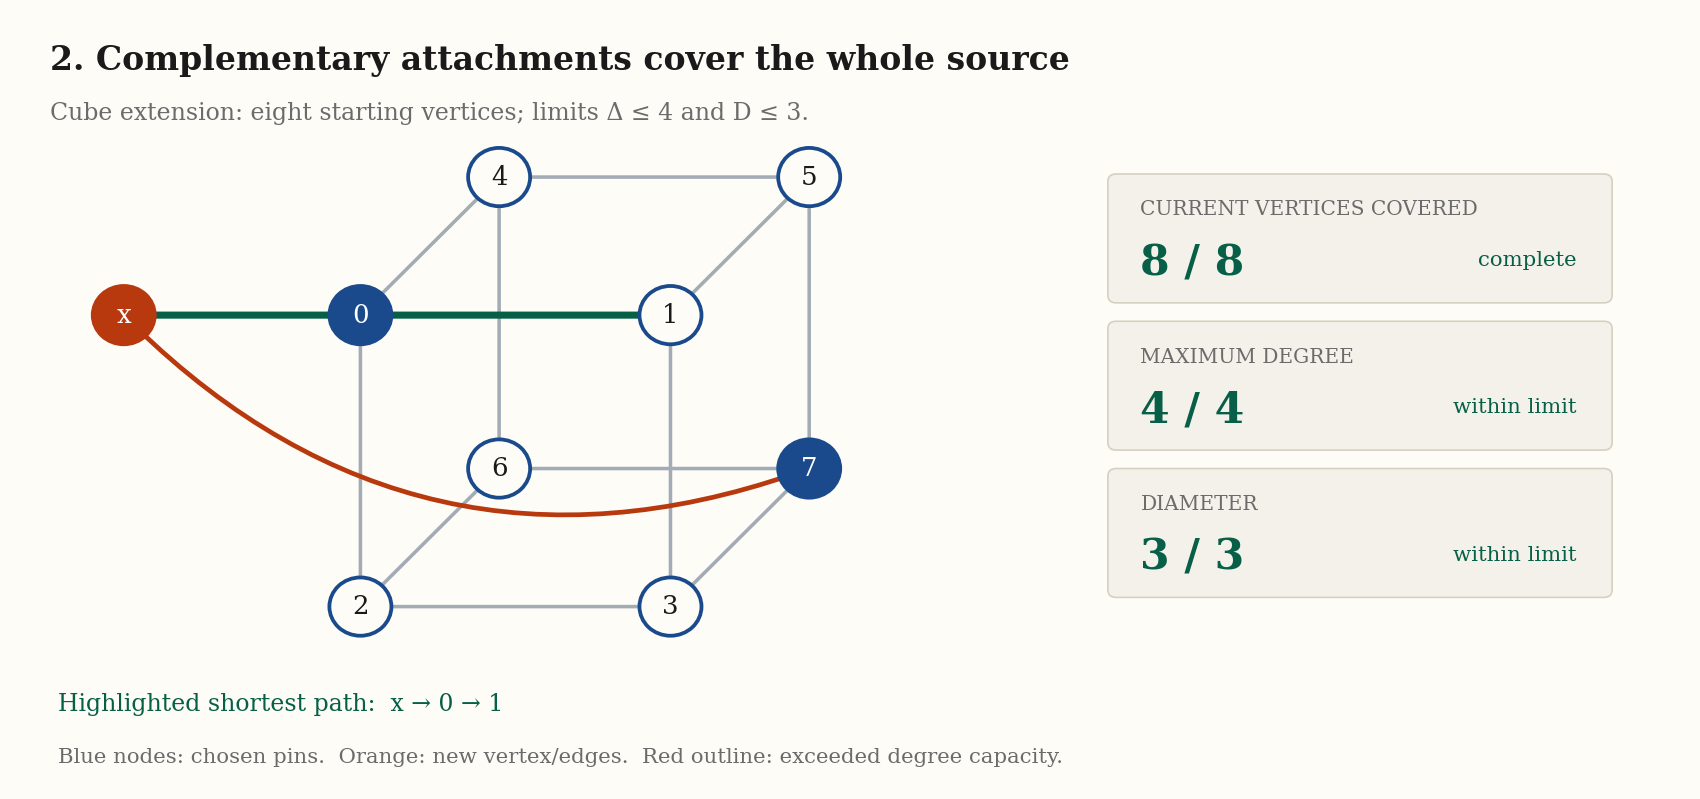 2. Complementary attachments cover the whole source
Cube extension: eight starting vertices; limits Δ ≤ 4 and D ≤ 3.
4
5
x
0
1
6
7
2
3
CURRENT VERTICES COVERED
8 / 8
complete
MAXIMUM DEGREE
4 / 4
within limit
DIAMETER
3 / 3
within limit
Highlighted shortest path:  x → 0 → 1
Blue nodes: chosen pins.  Orange: new vertex/edges.  Red outline: exceeded degree capacity.